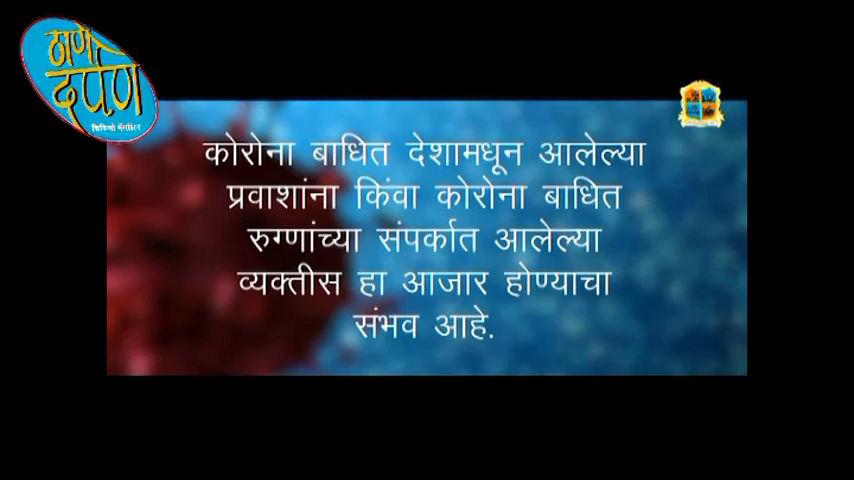 ठाणे
दर्पण
कोरोना बाधित देशामधून आलेल्या
प्रवाशांना किंवा कोरोना बाधित
रुग्णांच्या संपर्कात आलेल्या
व्यक्तीस हा आजार होण्याचा
संभव आहे.